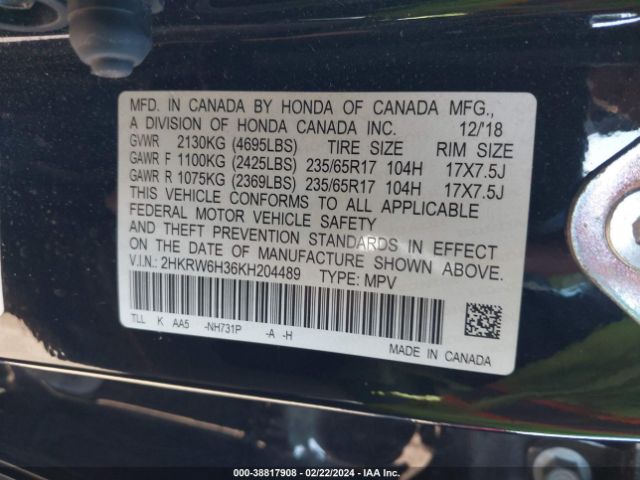 MFD. IN CANADA BY HONDA OF CANADA MFG.,
A DIVISION OF HONDA CANADA INC. 12/'18
GVWR 2130KG (4695LBS) TIRE SIZE RIM SIZE
GAWR F 1100KG (2425LBS) 235/65R17 104H 17X7.5J
GAWR R 1075KG (2369LBS) 235/65R17 104H 17X7.5J
THIS VEHICLE CONFORMS TO ALL APPLICABLE
FEDERAL MOTOR VEHICLE SAFETY
AND THEFT PREVENTION STANDARDS IN EFFECT
ON THE DATE OF MANUFACTURE SHOWN ABOVE.
V.I.N.: 2HKRW6H36KH204489 TYPE: MPV
TLL K AA5 -NH731P -A -H
MADE IN CANADA
000-38817908 - 02/22/2024 - IAA Inc.